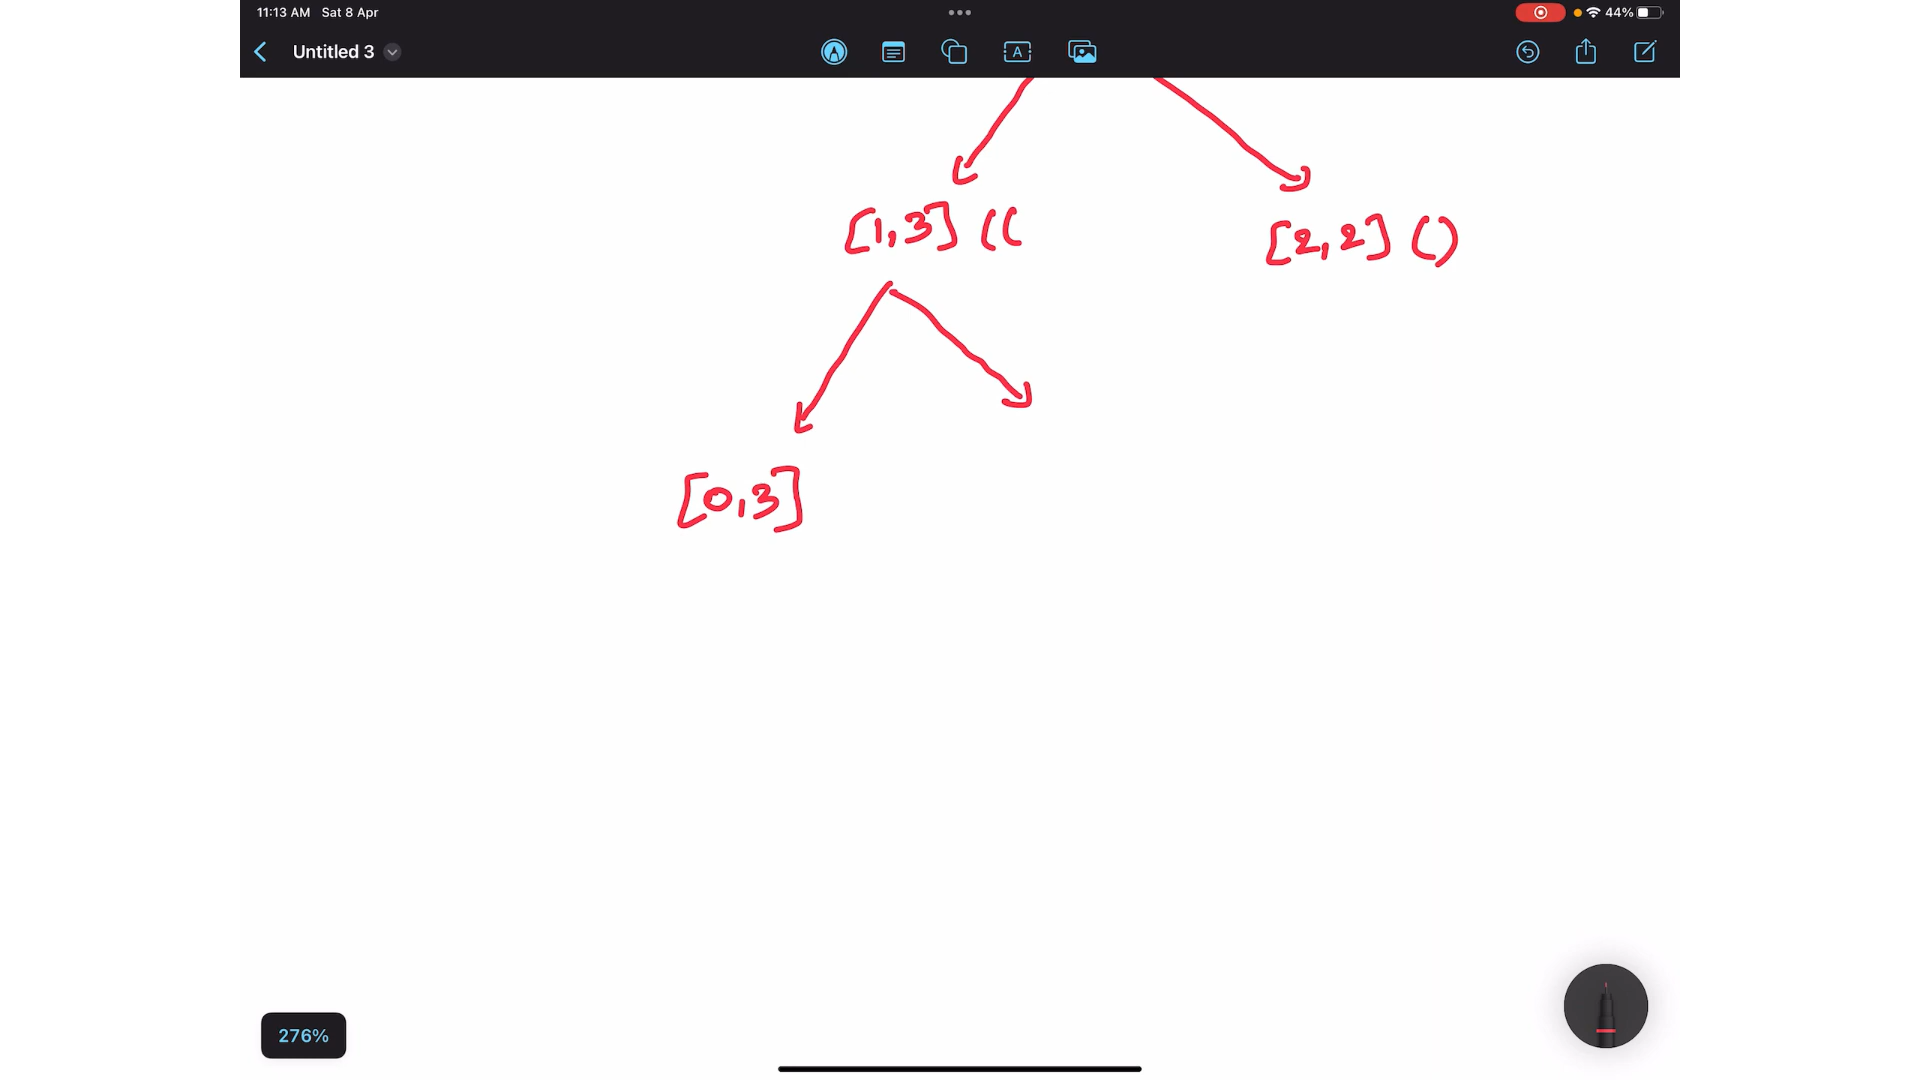 11:13 AM Sat 8 Apr
44%
Untitled 3
A
[1,3] ((
[2,2] ()
[0,3]
276%